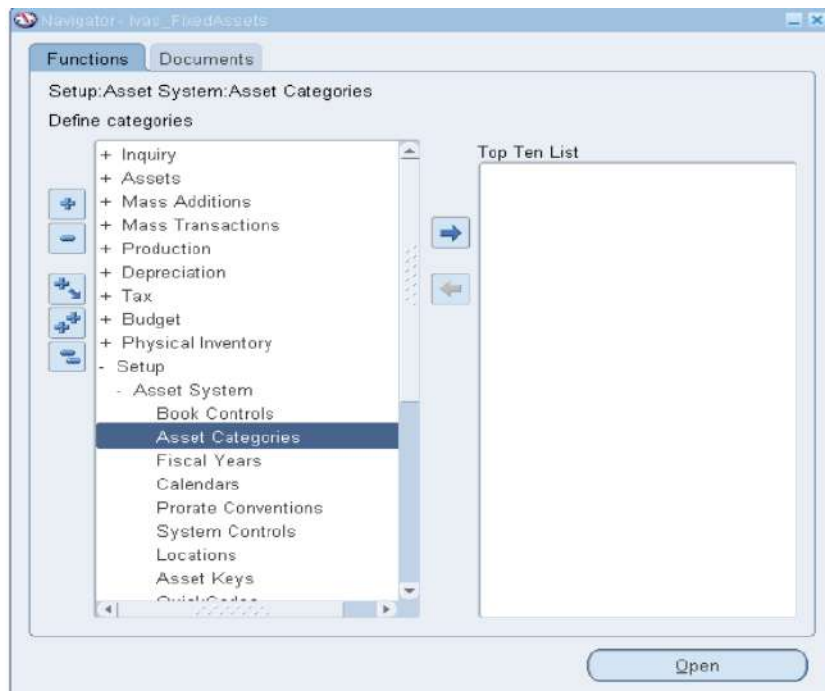 Navigator - Ivas_FixedAssets
Functions
Documents
Setup:Asset System:Asset Categories
Define categories
Top Ten List
+ Inquiry
+ Assets
+ Mass Additions
+ Mass Transactions
+ Production
+ Depreciation
+ Tax
+ Budget
+ Physical Inventory
- Setup
- Asset System
Book Controls
Asset Categories
Fiscal Years
Calendars
Prorate Conventions
System Controls
Locations
Asset Keys
QuickCodes
Open